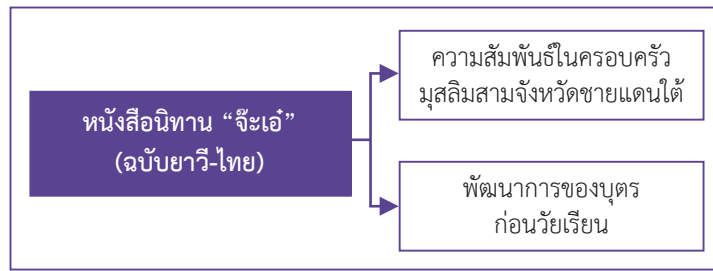 หนังสือนิทาน “จ๊ะเอ๋”
(ฉบับยาวี-ไทย)
ความสัมพันธ์ในครอบครัว
มุสลิมสามจังหวัดชายแดนใต้
พัฒนาการของบุตร
ก่อนวัยเรียน